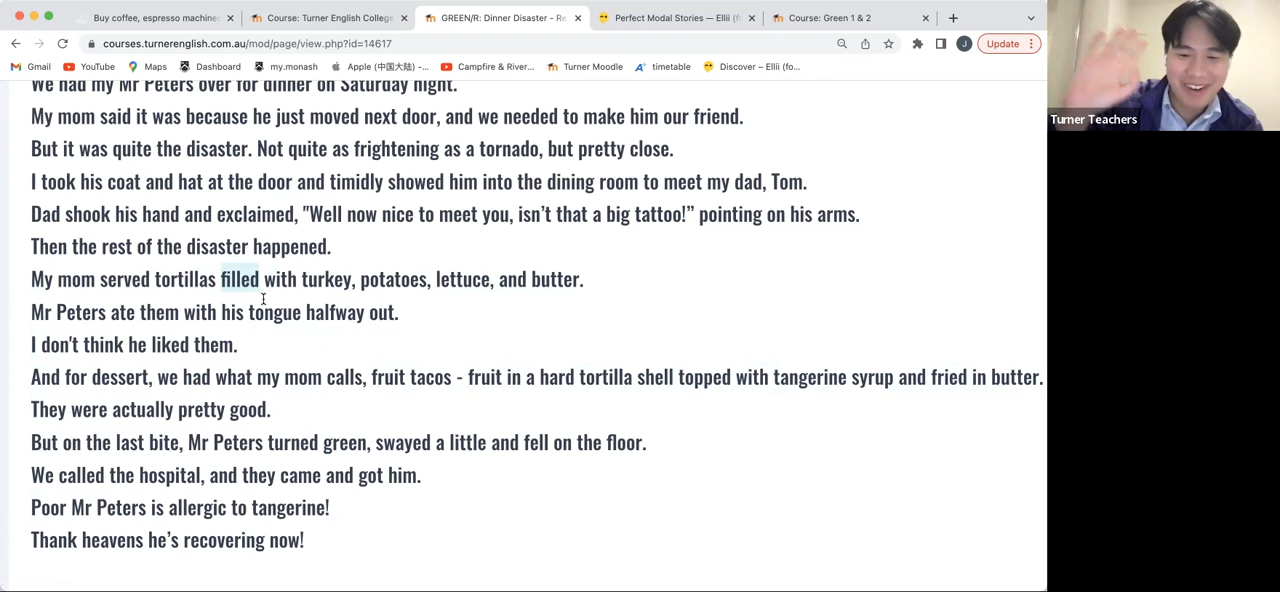 Buy coffee, espresso machine
Course: Turner English College
GREEN/R: Dinner Disaster - Re
Perfect Modal Stories — Ellii (f
Course: Green 1 & 2
courses.turnerenglish.com.au/mod/page/view.php?id=14617
J
Update
Gmail
YouTube
Maps
Dashboard
my.monash
Apple (中国大陆) -...
Campfire & River...
Turner Moodle
timetable
Discover – Ellii (fo...
We had my Mr Peters over for dinner on Saturday night.
My mom said it was because he just moved next door, and we needed to make him our friend.
But it was quite the disaster. Not quite as frightening as a tornado, but pretty close.
I took his coat and hat at the door and timidly showed him into the dining room to meet my dad, Tom.
Dad shook his hand and exclaimed, "Well now nice to meet you, isn’t that a big tattoo!” pointing on his arms.
Then the rest of the disaster happened.
My mom served tortillas filled with turkey, potatoes, lettuce, and butter.
Mr Peters ate them with his tongue halfway out.
I don't think he liked them.
And for dessert, we had what my mom calls, fruit tacos - fruit in a hard tortilla shell topped with tangerine syrup and fried in butter.
They were actually pretty good.
But on the last bite, Mr Peters turned green, swayed a little and fell on the floor.
We called the hospital, and they came and got him.
Poor Mr Peters is allergic to tangerine!
Thank heavens he’s recovering now!
Turner Teachers